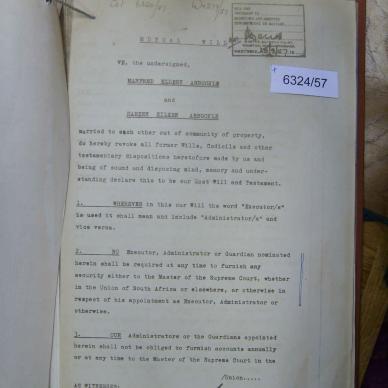 MUTUAL WILL
6324/57
WE, the undersigned,
MANFRED ELLERY ARBOCKLE
and
EILEEN ARBOCKLE
married to each other out of community of property,
do hereby revoke all former Wills, Codicils and other
testamentary dispositions heretofore made by us and
being of sound and disposing mind, memory and under-
standing declare this to be our Last Will and Testament.
1. WHEREVER in this our Will the word "Executor/s"
is used it shall mean and include "Administrator/s" and
vice versa.
2. NO Executor, Administrator or Guardian nominated
herein shall be required at any time to furnish any
security either to the Master of the Supreme Court, whether
in the Union of South Africa or elsewhere, or otherwise in
respect of his appointment as Executor, Administrator or
otherwise.
3. OUR Administrators or the Guardians appointed
herein shall not be obliged to furnish accounts annually
or at any time to the Master of the Supreme Court in the
/Union.....
AS WITNESSES: